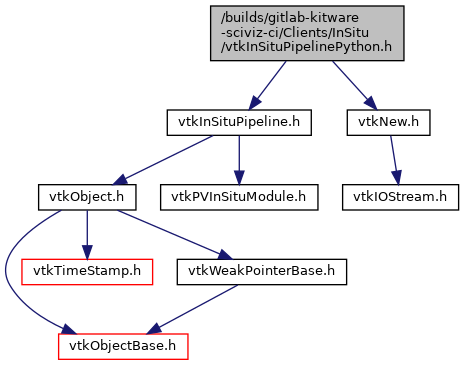 /builds/gitlab-kitware
-sciviz-ci/Clients/InSitu
/vtkInSituPipelinePython.h
vtkInSituPipeline.h
vtkNew.h
vtkObject.h
vtkPVInSituModule.h
vtkIOStream.h
vtkTimeStamp.h
vtkWeakPointerBase.h
vtkObjectBase.h